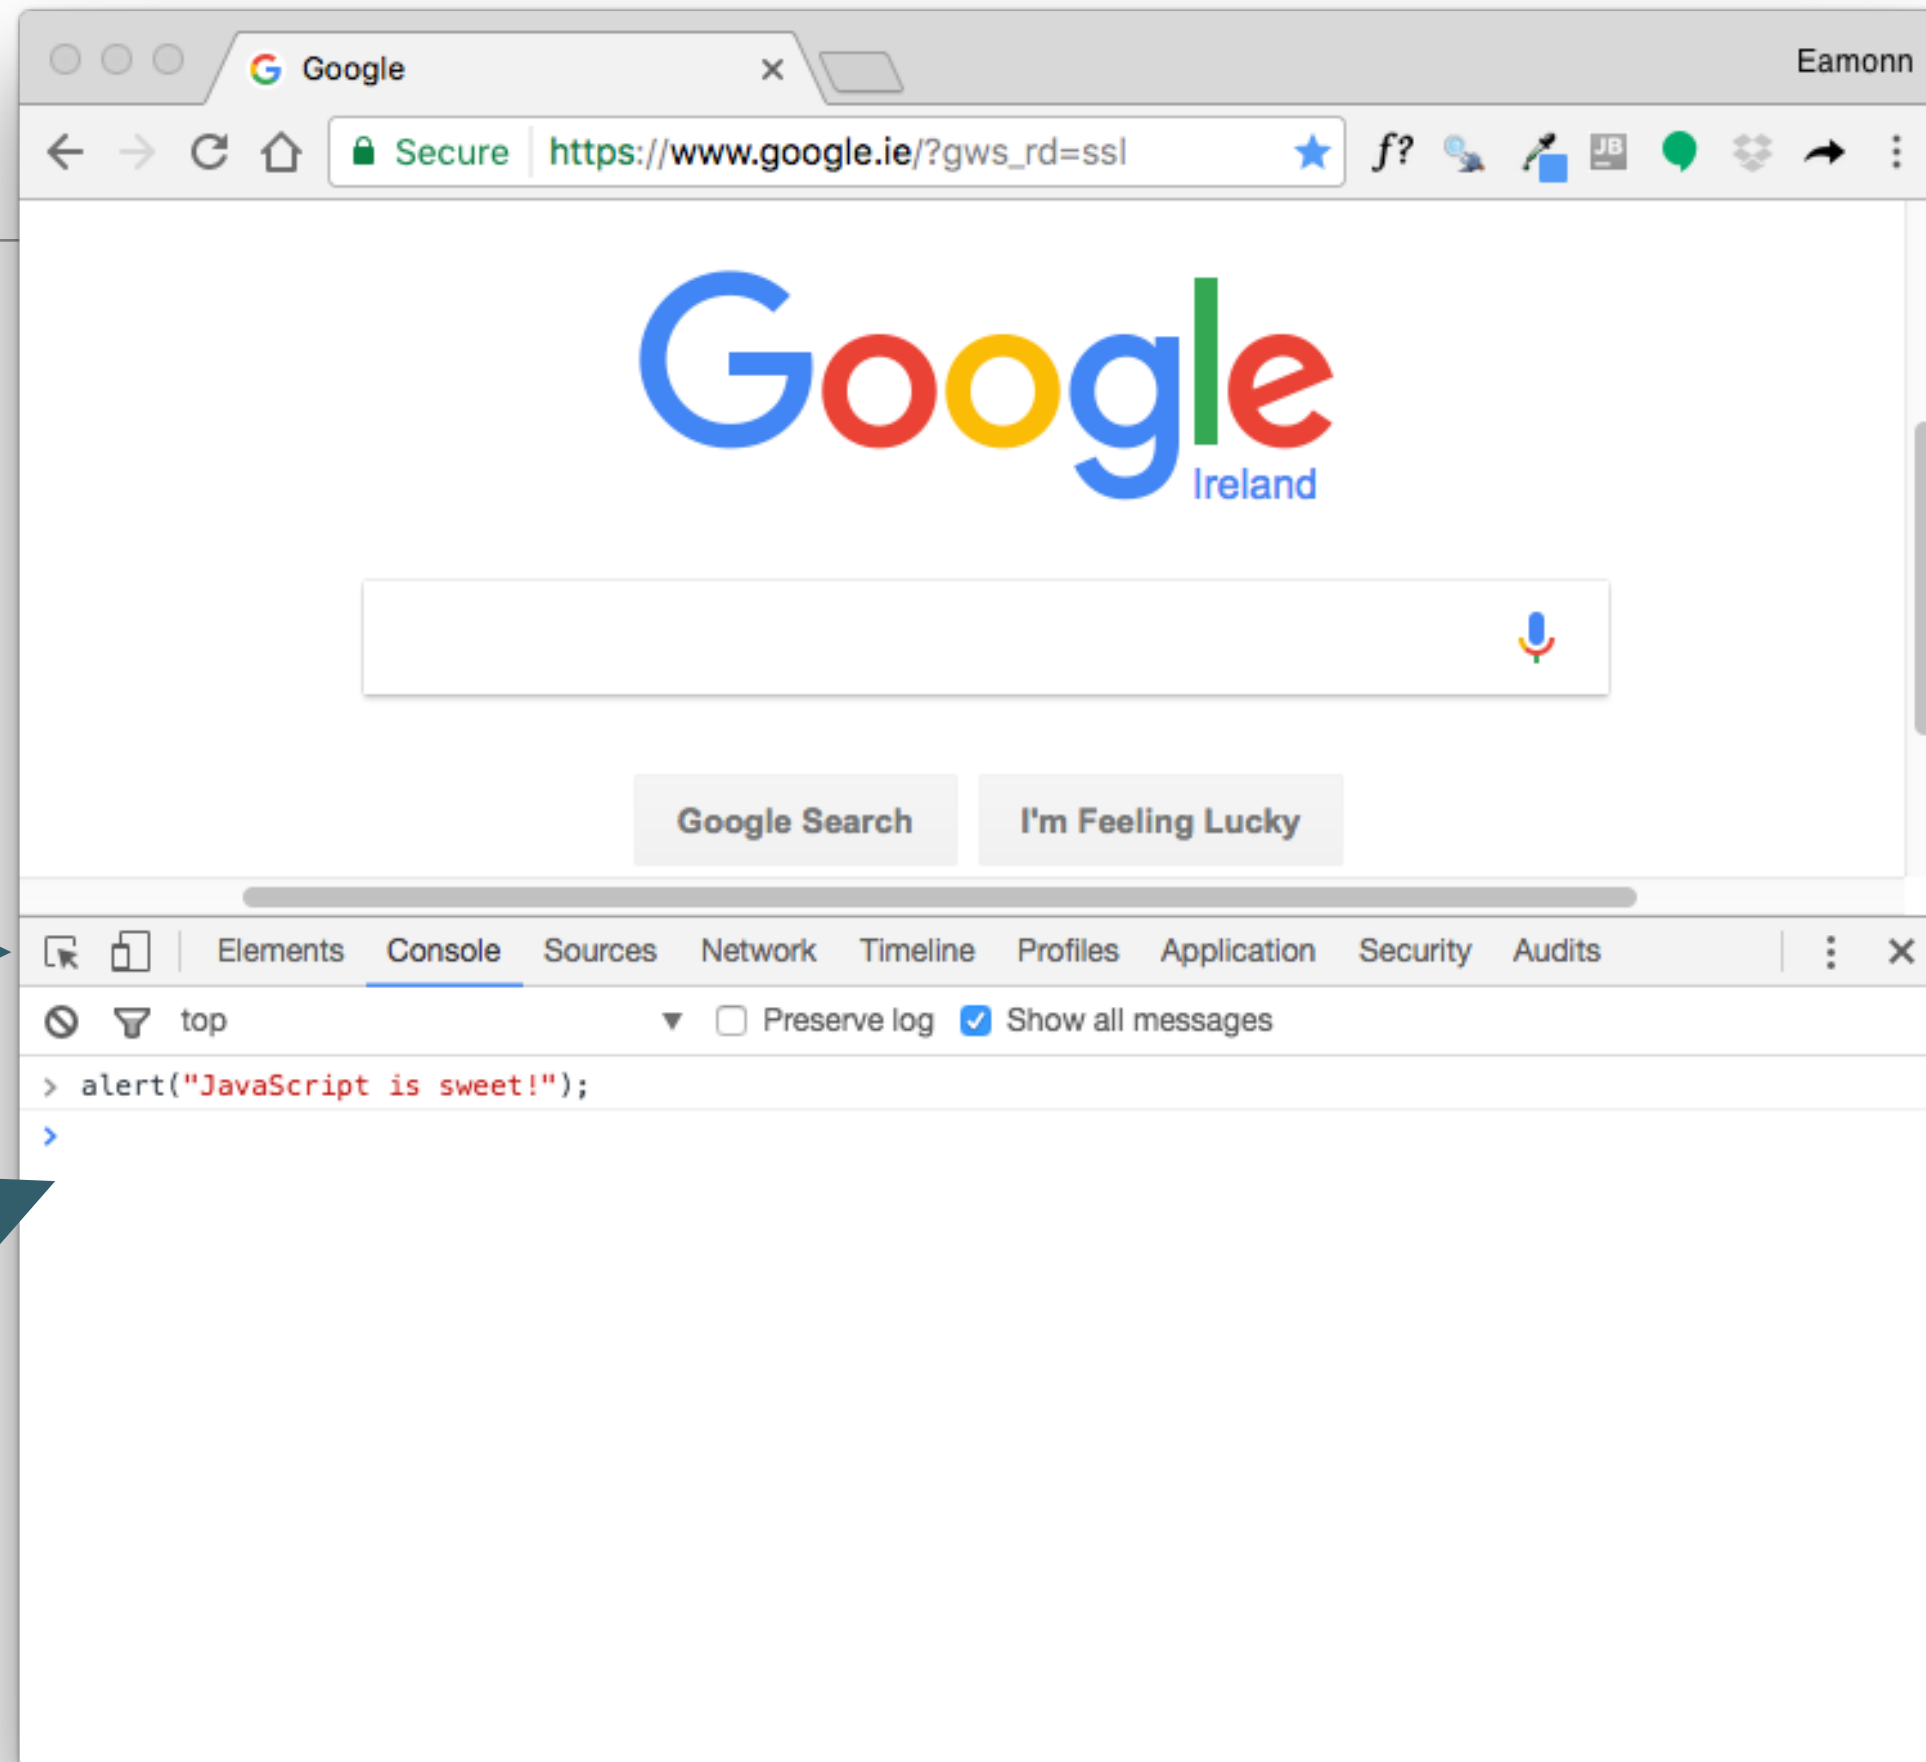 Google
Eamonn
Secure https://www.google.ie/?gws_rd=ssl f? JB
Google
Ireland
Google Search I'm Feeling Lucky
Elements Console Sources Network Timeline Profiles Application Security Audits
top Preserve log Show all messages
> alert("JavaScript is sweet!");
>